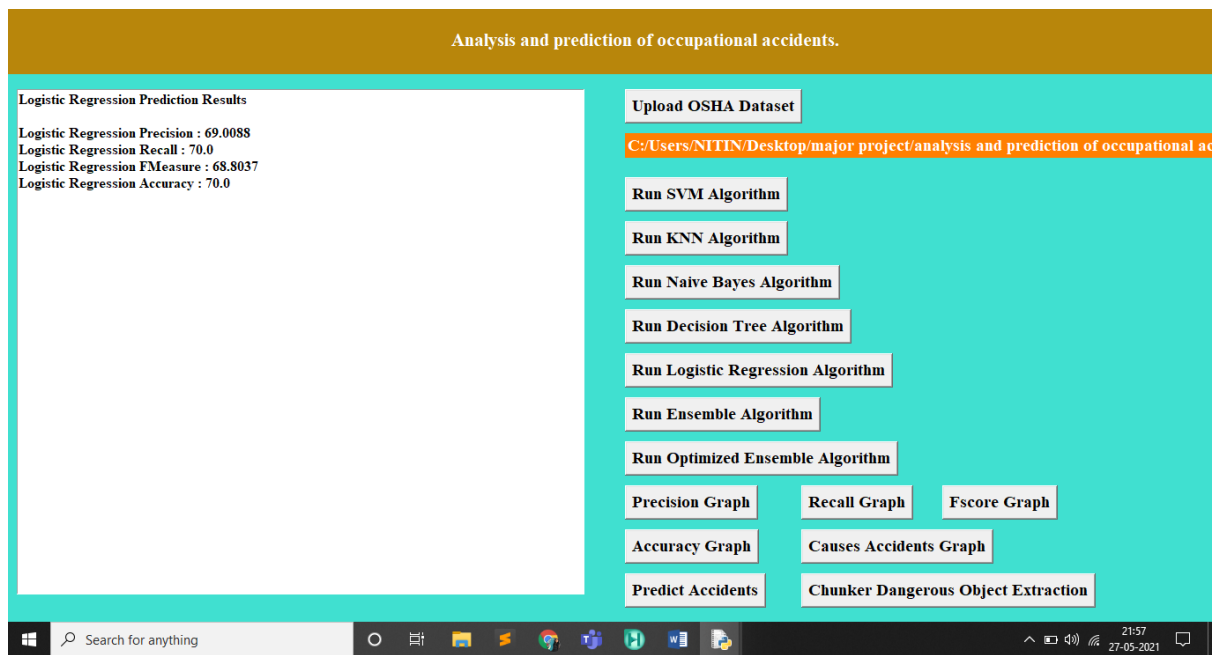 Analysis and prediction of occupational accidents.
Logistic Regression Prediction Results
Logistic Regression Precision : 69.0088
Logistic Regression Recall : 70.0
Logistic Regression FMeasure : 68.8037
Logistic Regression Accuracy : 70.0
Upload OSHA Dataset
C:/Users/NITIN/Desktop/major project/analysis and prediction of occupational ac
Run SVM Algorithm
Run KNN Algorithm
Run Naive Bayes Algorithm
Run Decision Tree Algorithm
Run Logistic Regression Algorithm
Run Ensemble Algorithm
Run Optimized Ensemble Algorithm
Precision Graph Recall Graph Fscore Graph
Accuracy Graph Causes Accidents Graph
Predict Accidents Chunker Dangerous Object Extraction
Search for anything
21:57
27-05-2021